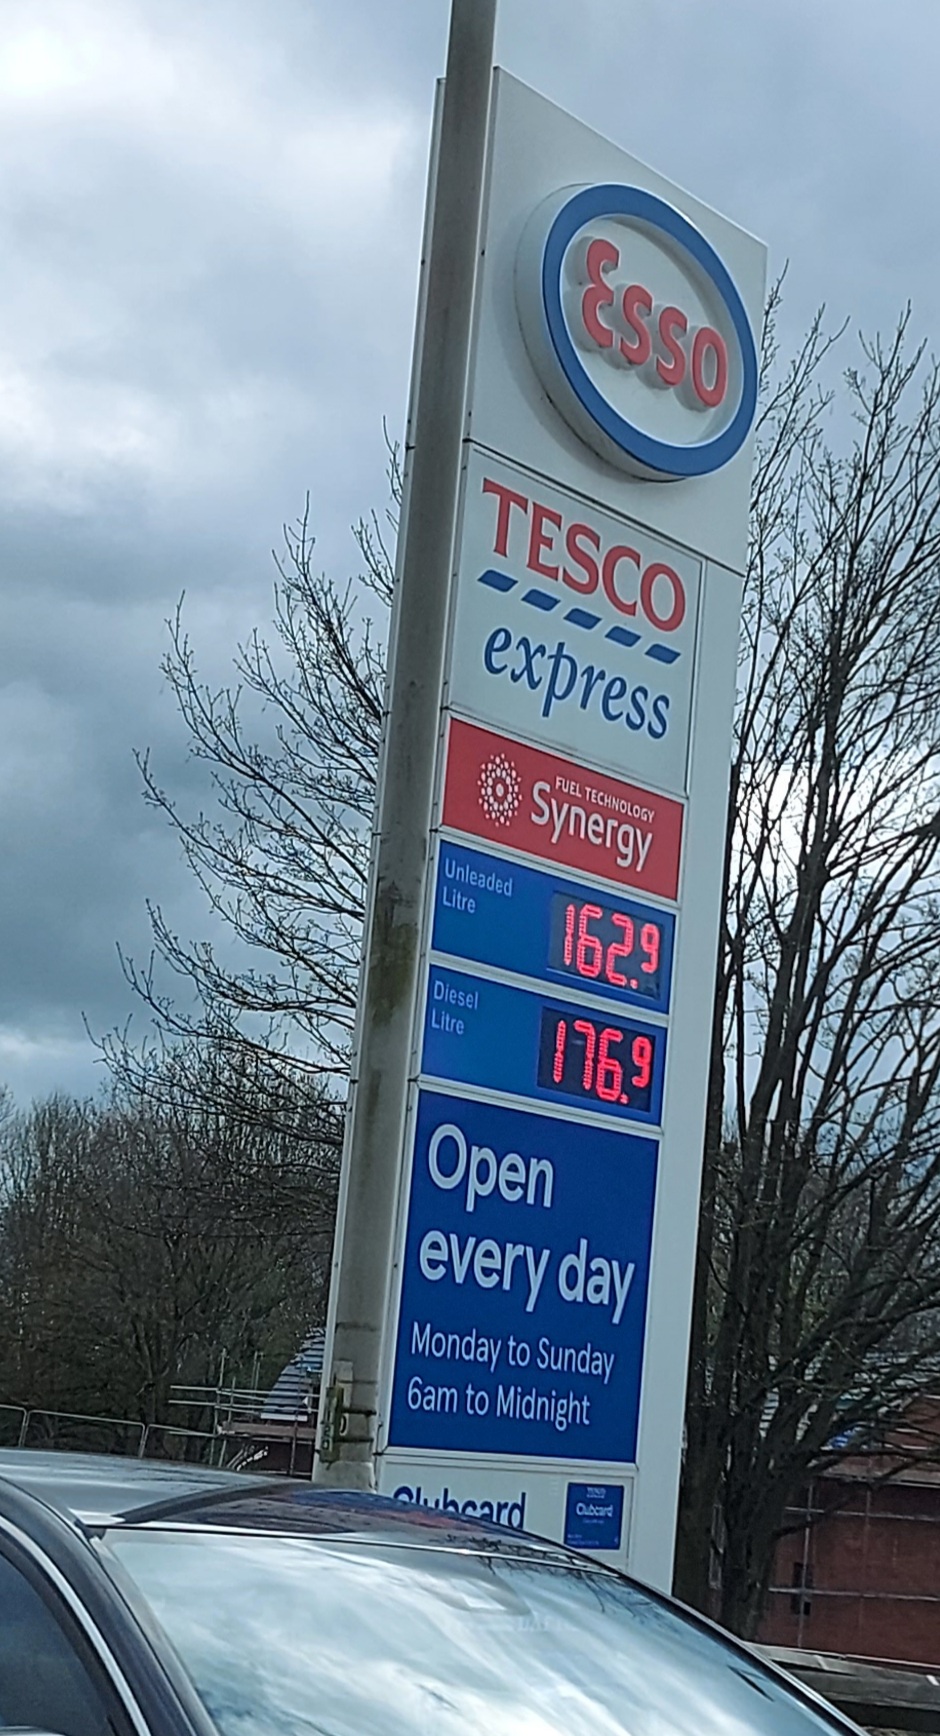 ESSO
TESCO
express
FUEL TECHNOLOGY
Synergy
Unleaded
Litre
162.9
Diesel
Litre
176.9
Open
every day
Monday to Sunday
6am to Midnight
Clubcard
Clubcard